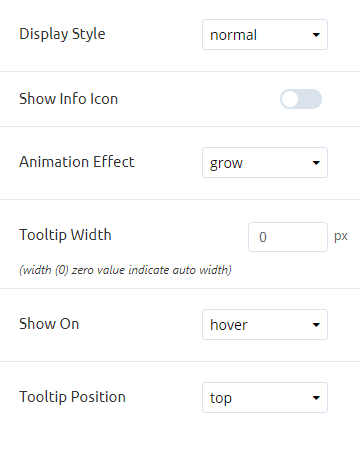 Display Style normal
Show Info Icon
Animation Effect grow
Tooltip Width 0 px
(width (0) zero value indicate auto width)
Show On hover
Tooltip Position top